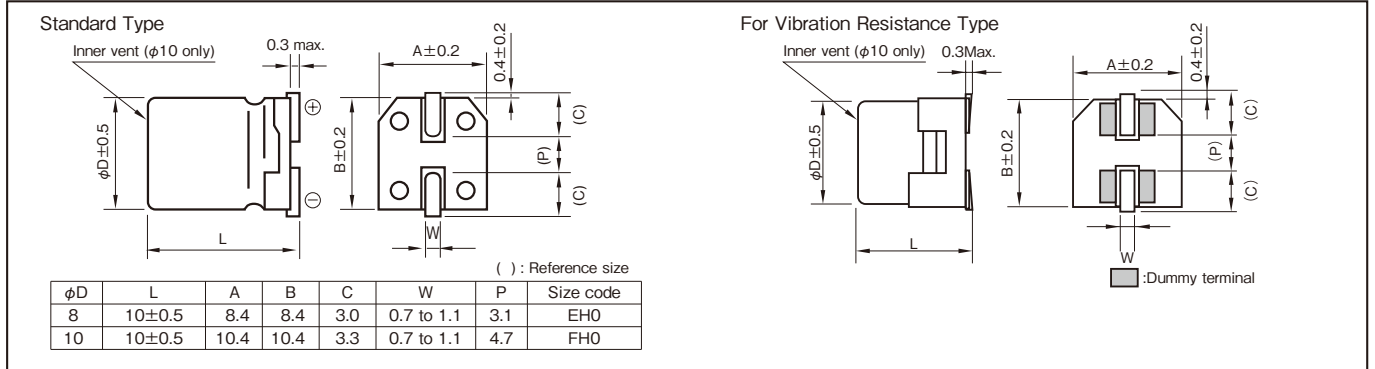 Standard Type
Inner vent (φ10 only)
0.3 max.
A±0.2
0.4±0.2
⊕
φD±0.5
B±0.2
(C)
(P)
(C)
⊖
L
W
( ) : Reference size
φD L A B C W P Size code
8 10±0.5 8.4 8.4 3.0 0.7 to 1.1 3.1 EH0
10 10±0.5 10.4 10.4 3.3 0.7 to 1.1 4.7 FH0
For Vibration Resistance Type
Inner vent (φ10 only)
0.3Max.
A±0.2
0.4±0.2
φD±0.5
B±0.2
(C)
(P)
(C)
L
W
:Dummy terminal